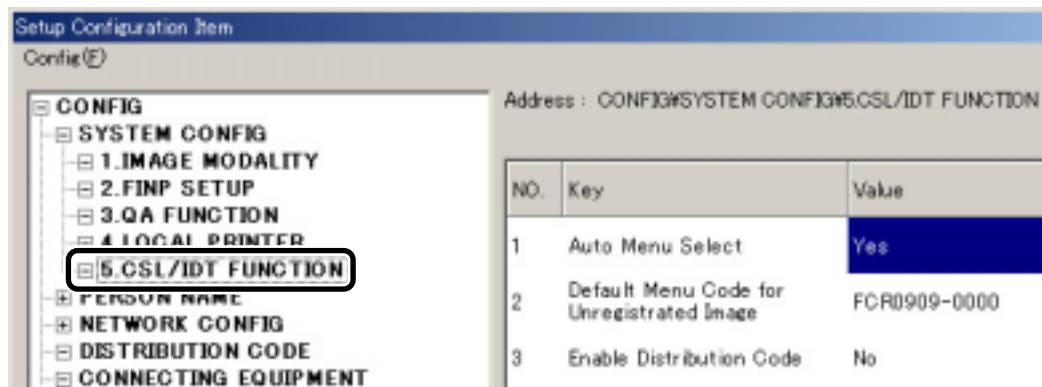 Setup Configuration Item
Config(F)
CONFIG
SYSTEM CONFIG
1.IMAGE MODALITY
2.FINP SETUP
3.QA FUNCTION
4.LOCAL PRINTER
5.CSL/IDT FUNCTION
PERSON NAME
NETWORK CONFIG
DISTRIBUTION CODE
CONNECTING EQUIPMENT
Address : CONFIG¥SYSTEM CONFIG¥5.CSL/IDT FUNCTION
NO. Key Value
1 Auto Menu Select Yes
2 Default Menu Code for Unregistrated Image FCR0909-0000
3 Enable Distribution Code No